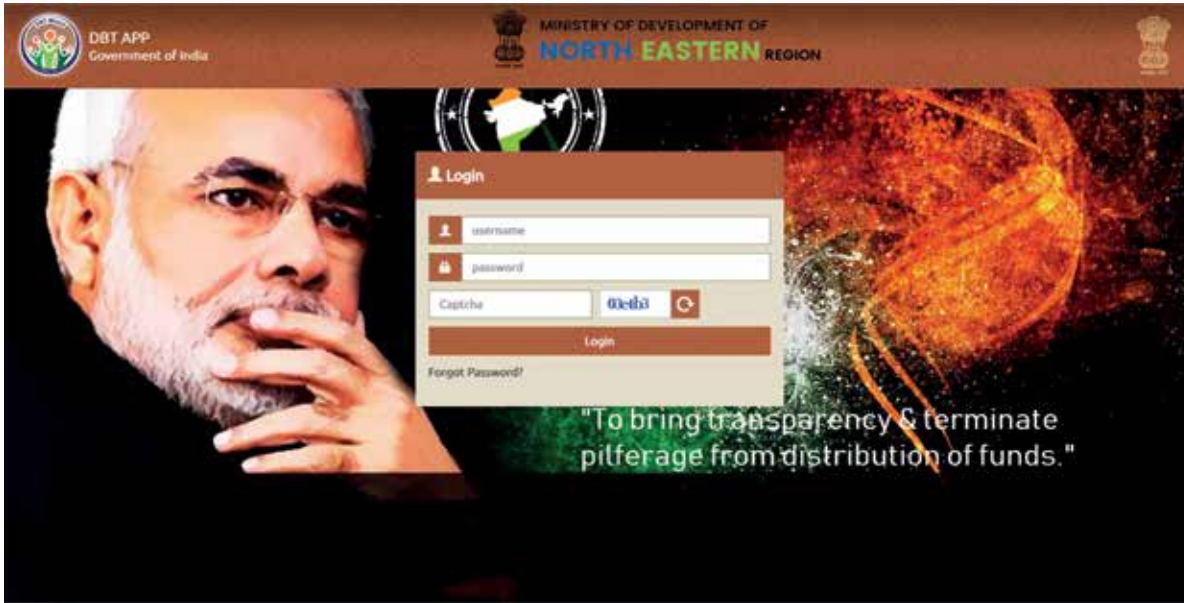 DBT APP
Government of India
MINISTRY OF DEVELOPMENT OF
NORTH EASTERN REGION
Login
username
password
Captcha
Login
Forgot Password?
"To bring transparency & terminate
pilferage from distribution of funds."